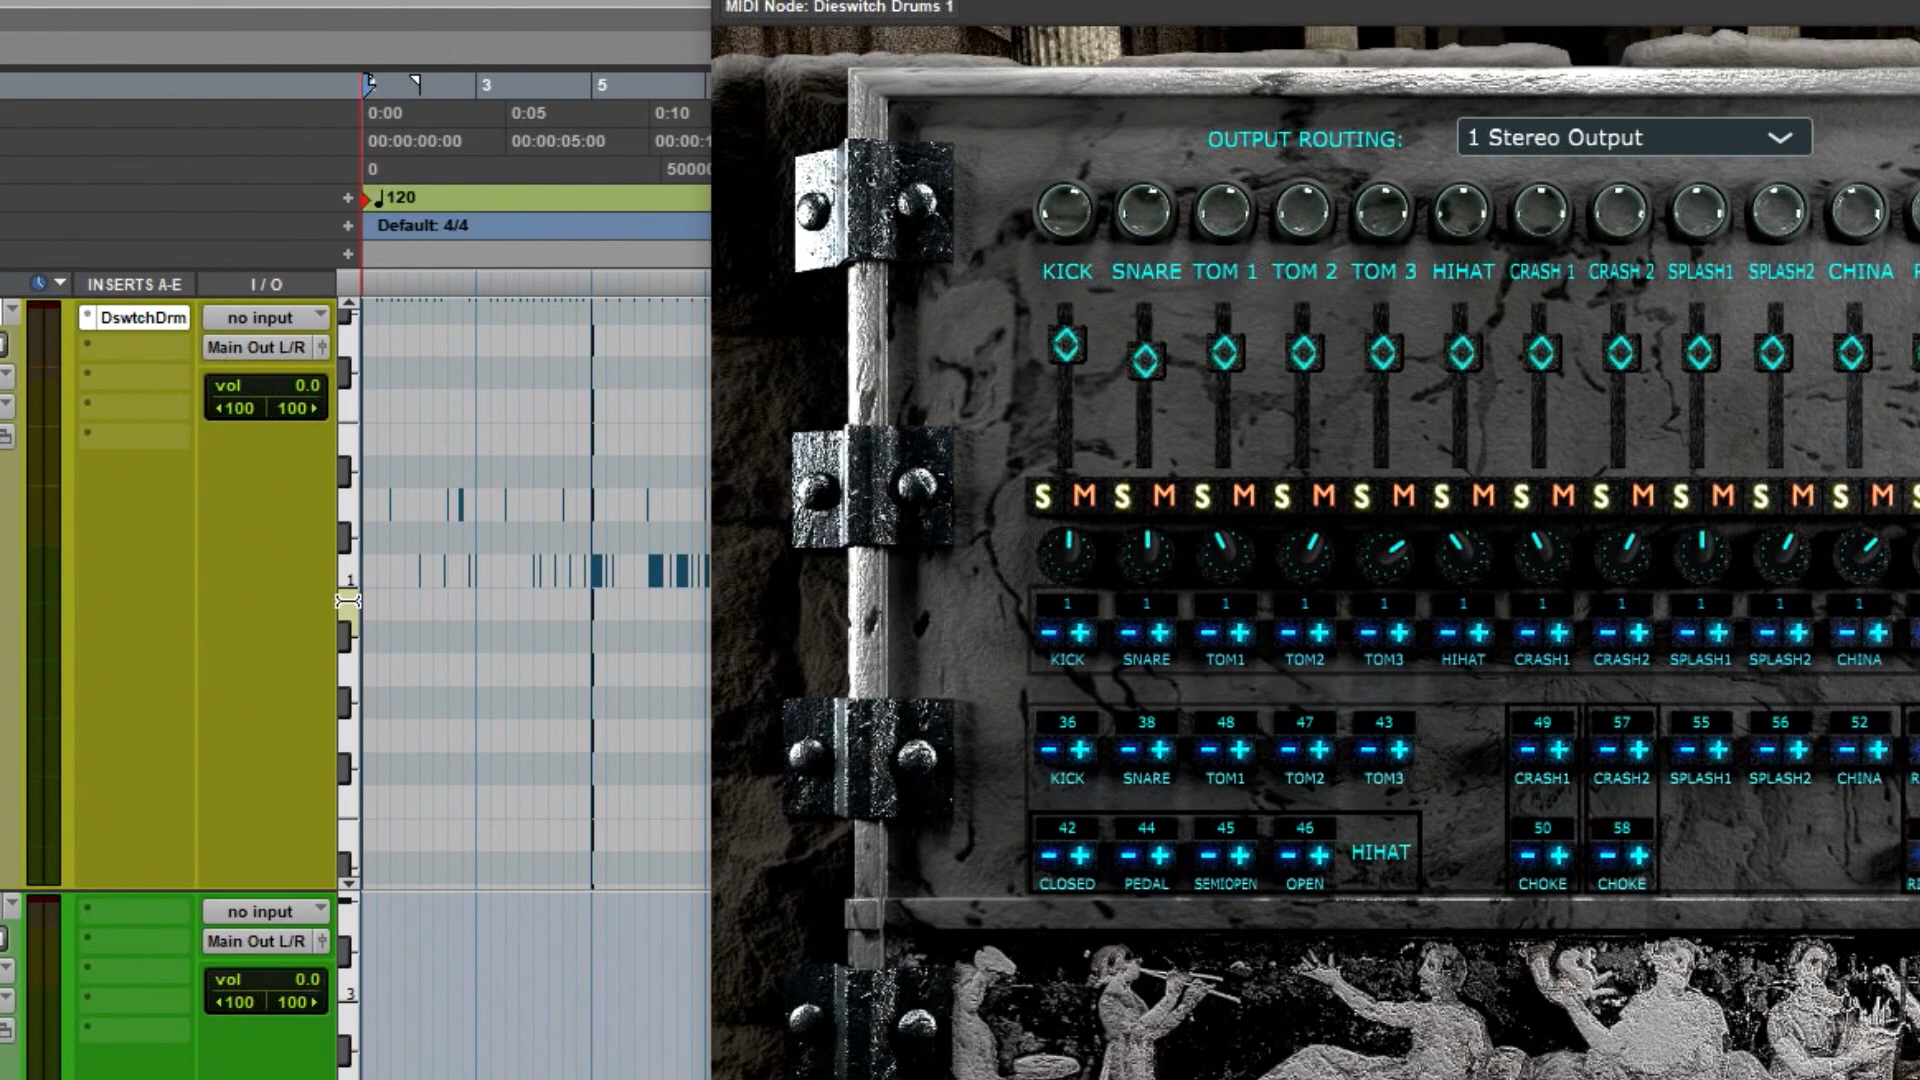 MIDI Node: Dieswitch Drums 1
3 5
0:00 0:05 0:10
00:00:00:00 00:00:05:00 00:00:1
0 50000
+ ♩120
+ Default: 4/4
+
INSERTS A-E I / O
DswtchDrm no input
Main Out L/R
vol 0.0
100 100
1
no input
Main Out L/R
vol 0.0
100 100
3
OUTPUT ROUTING: 1 Stereo Output
KICK SNARE TOM 1 TOM 2 TOM 3 HIHAT CRASH 1 CRASH 2 SPLASH1 SPLASH2 CHINA
S M S M S M S M S M S M S M S M S M S M S M S
1 1 1 1 1 1 1 1 1 1 1
- + - + - + - + - + - + - + - + - + - + - +
KICK SNARE TOM1 TOM2 TOM3 HIHAT CRASH1 CRASH2 SPLASH1 SPLASH2 CHINA
36 38 48 47 43 49 57 55 56 52
- + - + - + - + - + - + - + - + - + - +
KICK SNARE TOM1 TOM2 TOM3 CRASH1 CRASH2 SPLASH1 SPLASH2 CHINA
42 44 45 46 HIHAT 50 58
- + - + - + - + - + - +
CLOSED PEDAL SEMIOPEN OPEN CHOKE CHOKE